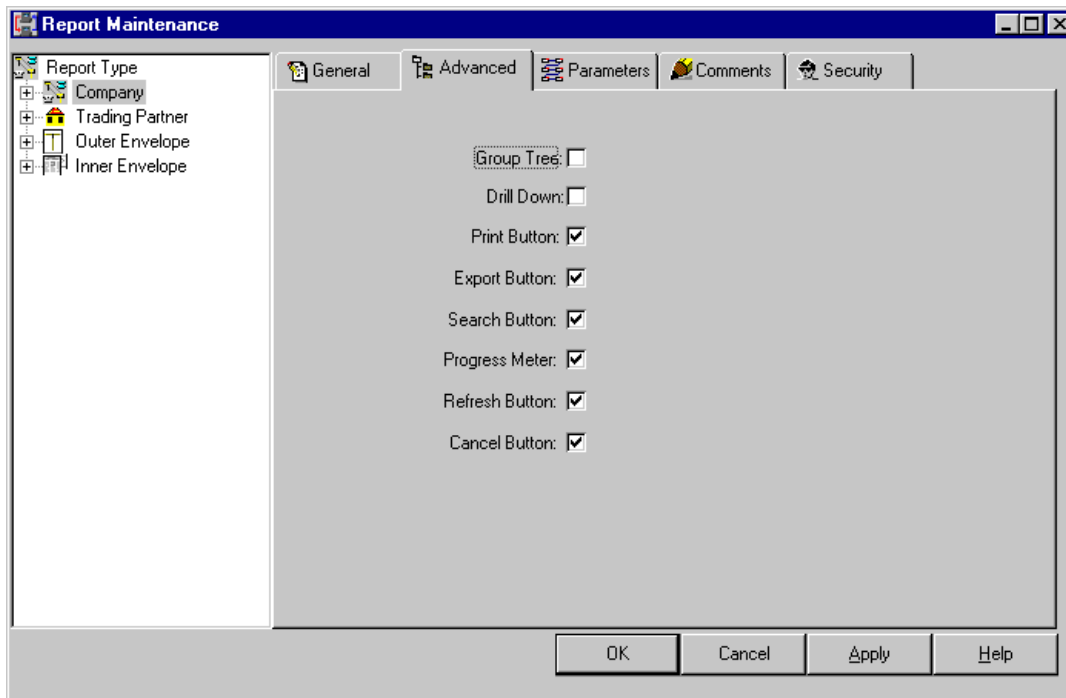 Report Maintenance
Report Type
Company
Trading Partner
Outer Envelope
Inner Envelope
General
Advanced
Parameters
Comments
Security
Group Tree:
Drill Down:
Print Button:
Export Button:
Search Button:
Progress Meter:
Refresh Button:
Cancel Button:
OK
Cancel
Apply
Help